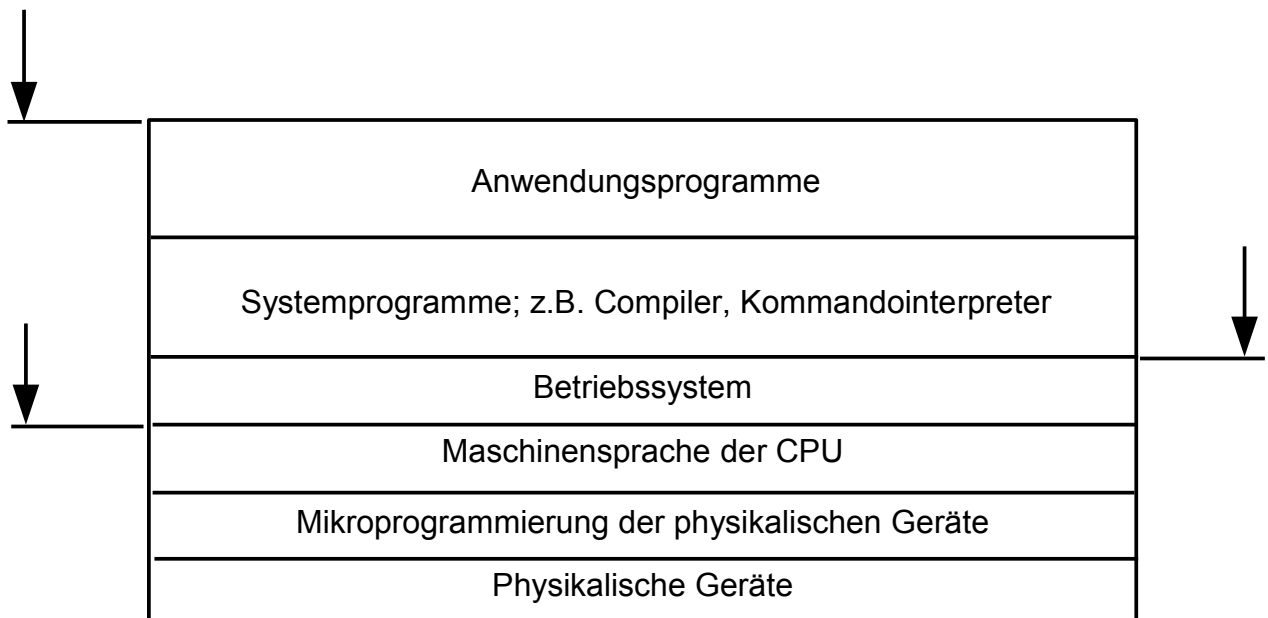 Anwendungsprogramme
Systemprogramme; z.B. Compiler, Kommandointerpreter
Betriebssystem
Maschinensprache der CPU
Mikroprogrammierung der physikalischen Geräte
Physikalische Geräte